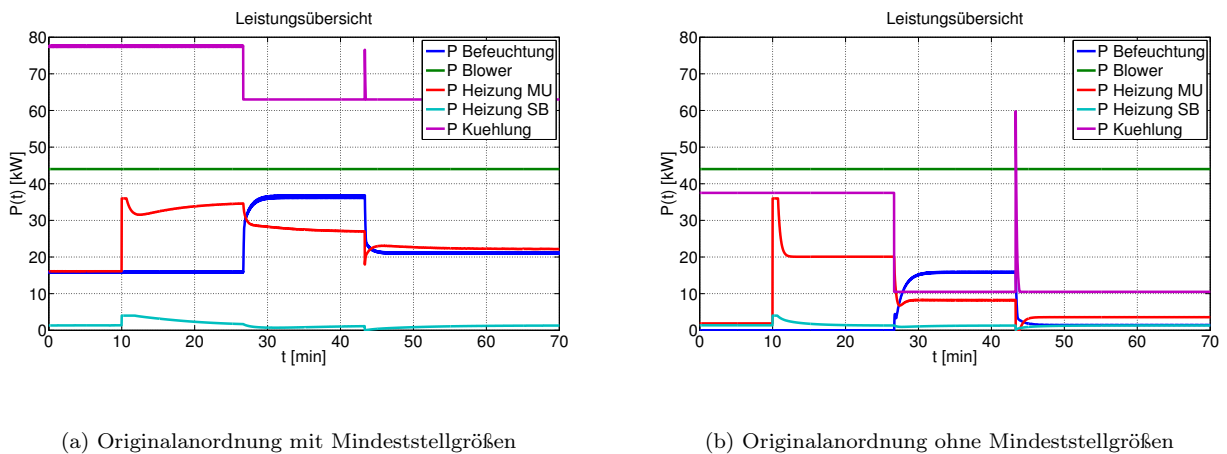 Leistungsübersicht
80
70
60
50
40
30
20
10
0
P(t) [kW]
0 10 20 30 40 50 60 70
t [min]
P Befeuchtung
P Blower
P Heizung MU
P Heizung SB
P Kuehlung
(a) Originalanordnung mit Mindeststellgrößen
Leistungsübersicht
80
70
60
50
40
30
20
10
0
P(t) [kW]
0 10 20 30 40 50 60 70
t [min]
P Befeuchtung
P Blower
P Heizung MU
P Heizung SB
P Kuehlung
(b) Originalanordnung ohne Mindeststellgrößen